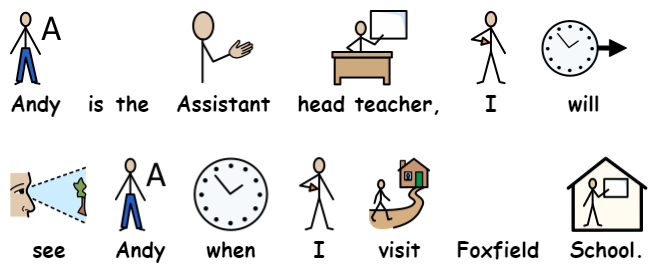 A
Andy is the Assistant head teacher, I will
A
see Andy when I visit Foxfield School.